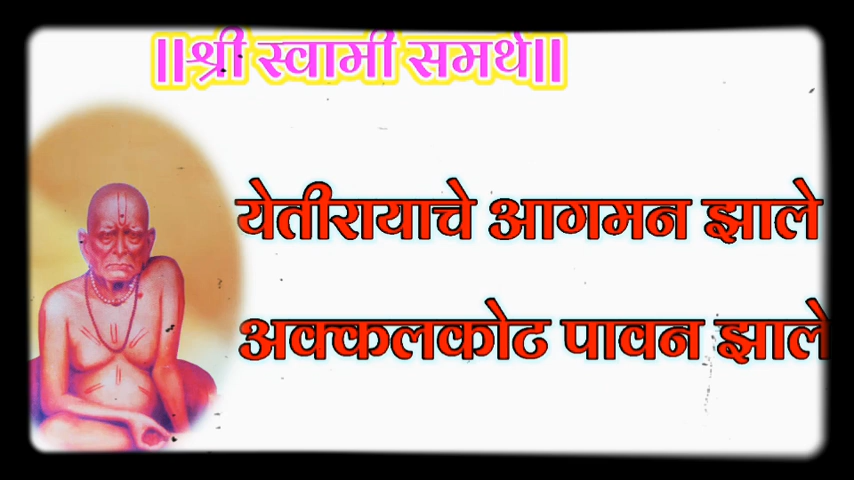 ॥श्री स्वामी समर्थ॥
येतीरायाचे आगमन झाले
अक्कलकोट पावन झाले